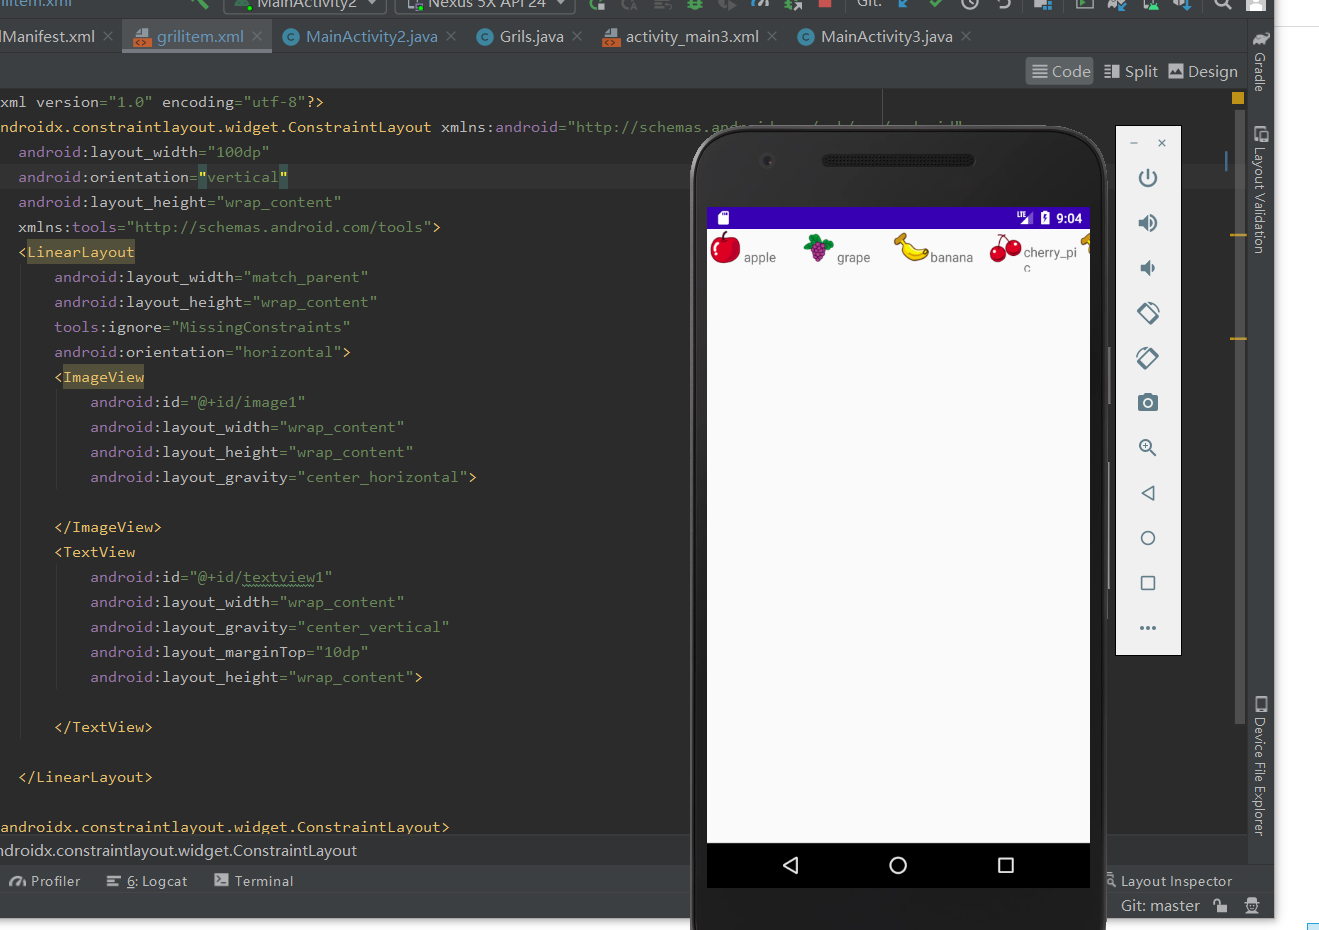 rilitem.xml
MainActivity2
Nexus 5X API 24
Git:
lManifest.xml
grilitem.xml
MainActivity2.java
Grils.java
activity_main3.xml
MainActivity3.java
Code
Split
Design
xml version="1.0" encoding="utf-8"?>
ndroidx.constraintlayout.widget.ConstraintLayout xmlns:android="http://schemas.android
android:layout_width="100dp"
android:orientation="vertical"
android:layout_height="wrap_content"
xmlns:tools="http://schemas.android.com/tools">
<LinearLayout
android:layout_width="match_parent"
android:layout_height="wrap_content"
tools:ignore="MissingConstraints"
android:orientation="horizontal">
<ImageView
android:id="@+id/image1"
android:layout_width="wrap_content"
android:layout_height="wrap_content"
android:layout_gravity="center_horizontal">
</ImageView>
<TextView
android:id="@+id/textview1"
android:layout_width="wrap_content"
android:layout_gravity="center_vertical"
android:layout_marginTop="10dp"
android:layout_height="wrap_content">
</TextView>
</LinearLayout>
androidx.constraintlayout.widget.ConstraintLayout>
ndroidx.constraintlayout.widget.ConstraintLayout
Profiler
6: Logcat
Terminal
LTE
9:04
apple
grape
banana
cherry_pi
c
Gradle
Layout Validation
Device File Explorer
Layout Inspector
Git: master